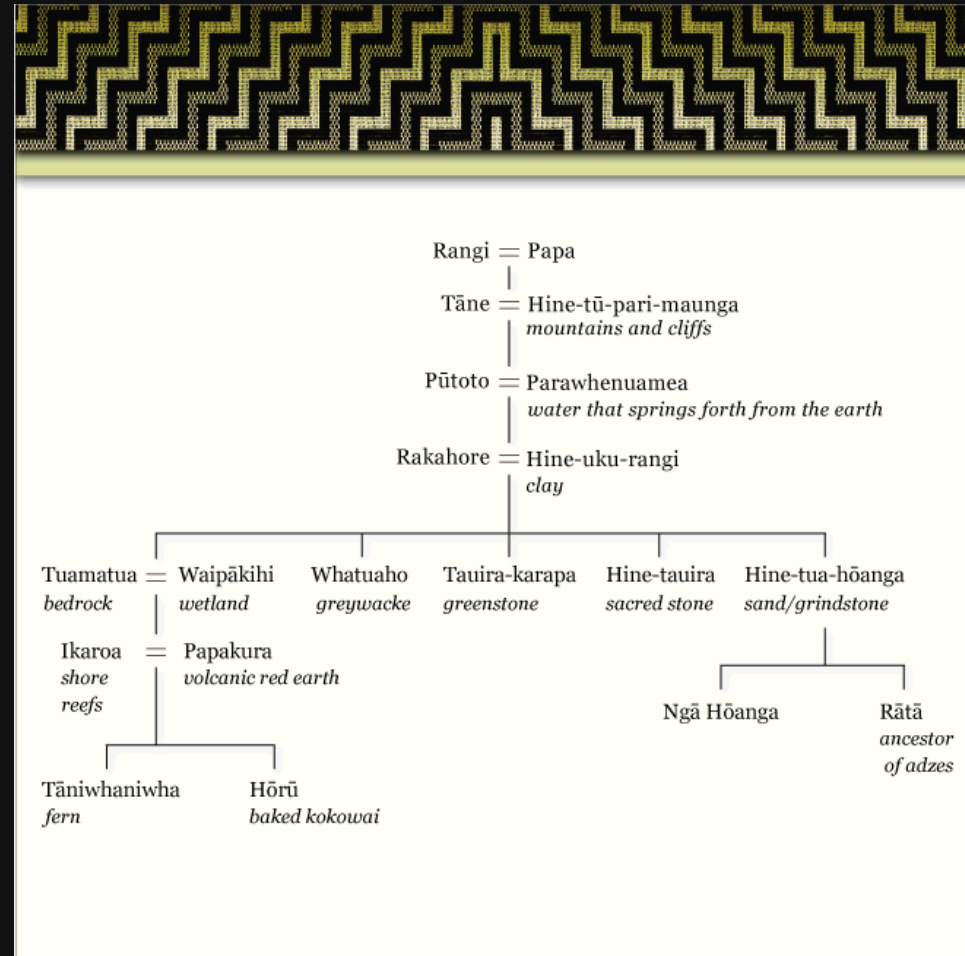 Rangi = Papa
Tāne = Hine-tū-pari-maunga
mountains and cliffs
Pūtoto = Parawhenuamea
water that springs forth from the earth
Rakahore = Hine-uku-rangi
clay
Tuamatua = Waipākihi Whatuaho Tauira-karapa Hine-tauira Hine-tua-hōanga
bedrock wetland greywacke greenstone sacred stone sand/grindstone
Ikaroa = Papakura
shore volcanic red earth
reefs
Ngā Hōanga Rātā
ancestor
of adzes
Tāniwhaniwha Hōrū
fern baked kokowai